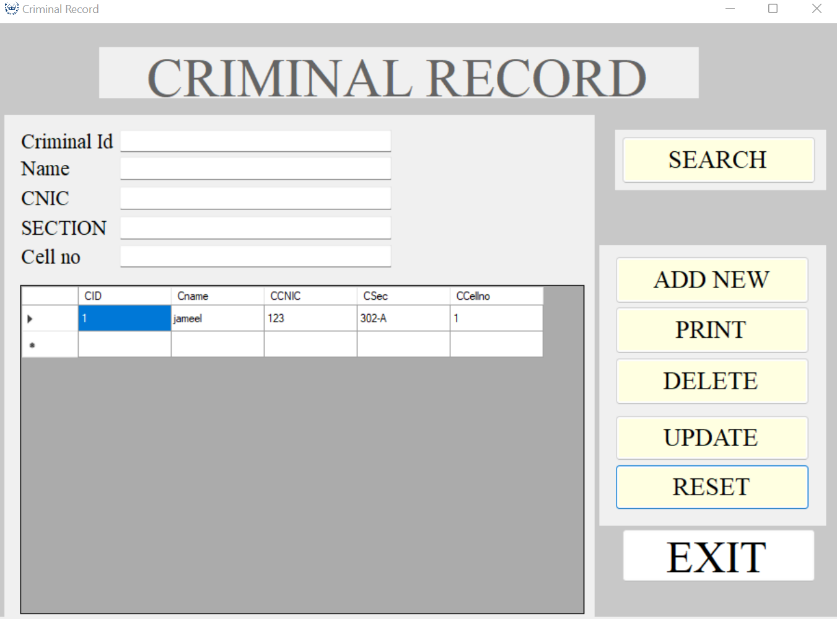 Criminal Record
CRIMINAL RECORD
Criminal Id
Name
CNIC
SECTION
Cell no
CID Cname CCNIC CSec CCellno
1 jameel 123 302-A 1
SEARCH
ADD NEW
PRINT
DELETE
UPDATE
RESET
EXIT